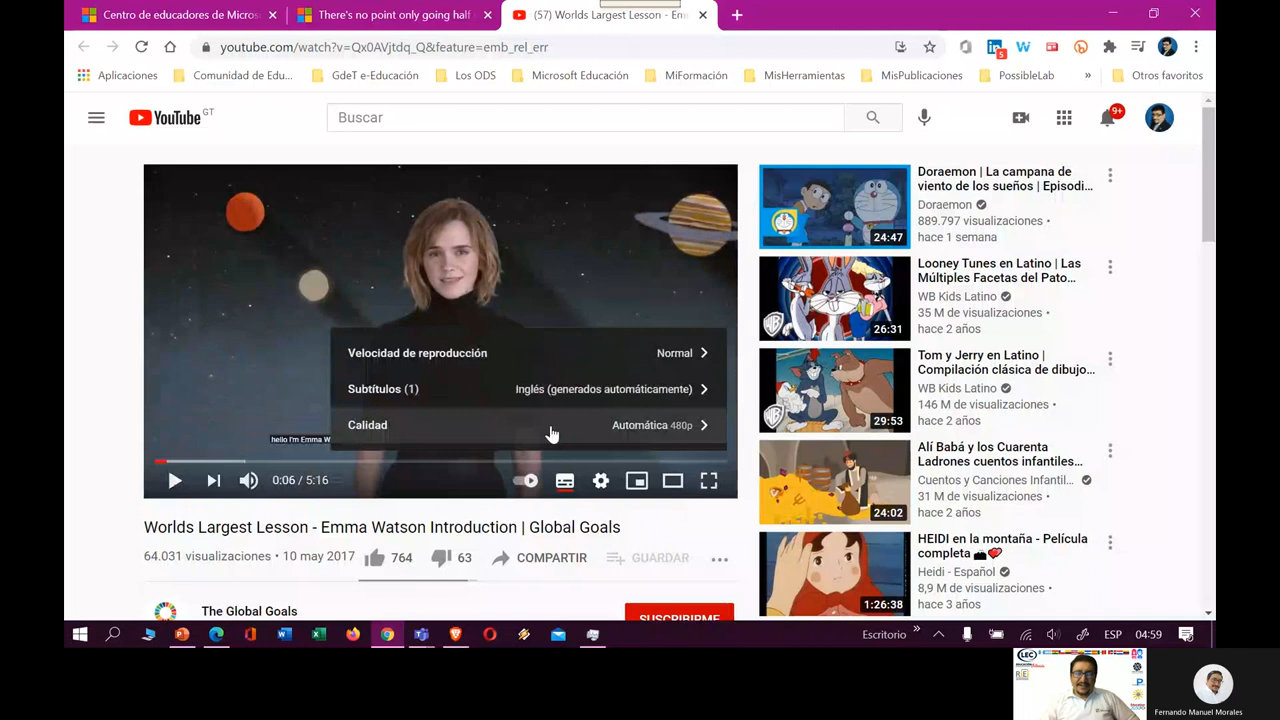 Centro de educadores de Micros
There's no point only going half
(57) Worlds Largest Lesson - Em
youtube.com/watch?v=Qx0AVjtdq_Q&feature=emb_rel_err
5
Aplicaciones
Comunidad de Edu...
GdeT e-Educación
Los ODS
Microsoft Educación
MiFormación
MisHerramientas
MisPublicaciones
PossibleLab
»
Otros favoritos
YouTube GT
Buscar
9+
Velocidad de reproducción Normal
Subtítulos (1) Inglés (generados automáticamente)
Calidad Automática 480p
hello I'm Emma W
0:06 / 5:16
Worlds Largest Lesson - Emma Watson Introduction | Global Goals
64.031 visualizaciones • 10 may 2017
764
63
COMPARTIR
GUARDAR
The Global Goals
SUSCRIBIRME
24:47
Doraemon | La campana de
viento de los sueños | Episodi...
Doraemon
889.797 visualizaciones •
hace 1 semana
26:31
Looney Tunes en Latino | Las
Múltiples Facetas del Pato...
WB Kids Latino
35 M de visualizaciones •
hace 2 años
29:53
Tom y Jerry en Latino |
Compilación clásica de dibujo...
WB Kids Latino
146 M de visualizaciones •
hace 2 años
24:02
Alí Babá y los Cuarenta
Ladrones cuentos infantiles...
Cuentos y Canciones Infantil...
31 M de visualizaciones •
hace 2 años
1:26:38
HEIDI en la montaña - Película
completa
Heidi - Español
8,9 M de visualizaciones •
hace 3 años
Escritorio
»
ESP
04:59
LEC
Fernando Manuel Morales